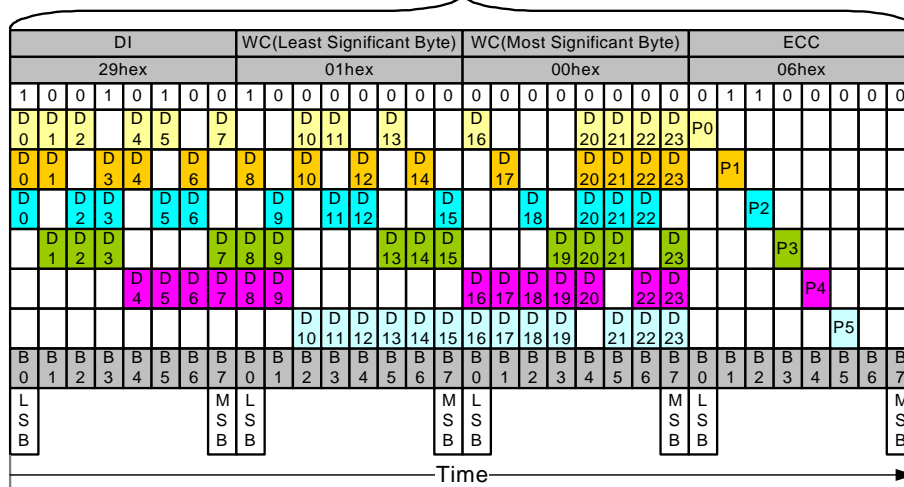 DI WC(Least Significant Byte) WC(Most Significant Byte) ECC
29hex 01hex 00hex 06hex
1 0 0 1 0 1 0 0 1 0 0 0 0 0 0 0 0 0 0 0 0 0 0 0 0 1 1 0 0 0 0 0
D0 D1 D2 D4 D5 D7 D10 D11 D13 D16 D20 D21 D22 D23 P0
D0 D1 D3 D4 D6 D8 D10 D12 D14 D17 D20 D21 D22 D23 P1
D0 D2 D3 D5 D6 D9 D11 D12 D15 D18 D20 D21 D22 P2
D1 D2 D3 D7 D8 D9 D13 D14 D15 D19 D20 D21 D23 P3
D4 D5 D6 D7 D8 D9 D16 D17 D18 D19 D20 D22 D23 P4
D10 D11 D12 D13 D14 D15 D16 D17 D18 D19 D21 D22 D23 P5
B0 B1 B2 B3 B4 B5 B6 B7 B0 B1 B2 B3 B4 B5 B6 B7 B0 B1 B2 B3 B4 B5 B6 B7 B0 B1 B2 B3 B4 B5 B6 B7
LSB MSB LSB MSB LSB MSB LSB MSB
Time